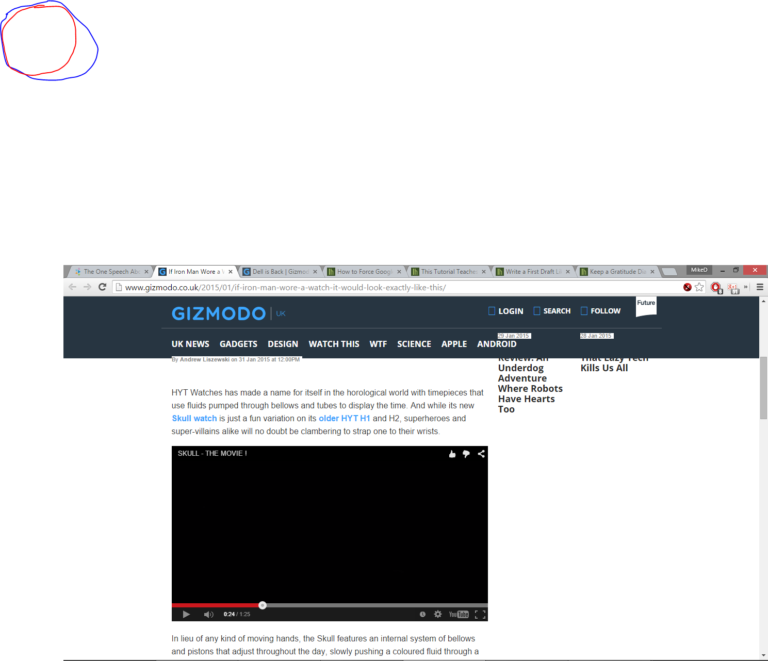 The One Speech Ab
If Iron Man Wore a
Dell is Back | Gizmod
How to Force Google
This Tutorial Teache
Write a First Draft Li
Keep a Gratitude Di
MikeD
www.gizmodo.co.uk/2015/01/if-iron-man-wore-a-watch-it-would-look-exactly-like-this/
GIZMODO | UK
LOGIN SEARCH FOLLOW
Future
UK NEWS GADGETS DESIGN WATCH THIS WTF SCIENCE APPLE ANDROID
By Andrew Liszewski on 31 Jan 2015 at 12:00PM
HYT Watches has made a name for itself in the horological world with timepieces that
use fluids pumped through bellows and tubes to display the time. And while its new
Skull watch is just a fun variation on its older HYT H1 and H2, superheroes and
super-villains alike will no doubt be clambering to strap one to their wrists.
SKULL - THE MOVIE !
0:24 / 1:25
YouTube
In lieu of any kind of moving hands, the Skull features an internal system of bellows
and pistons that adjust throughout the day, slowly pushing a coloured fluid through a
Review: An
Underdog
Adventure
Where Robots
Have Hearts
Too
28 Jan 2015
That Lazy Tech
Kills Us All